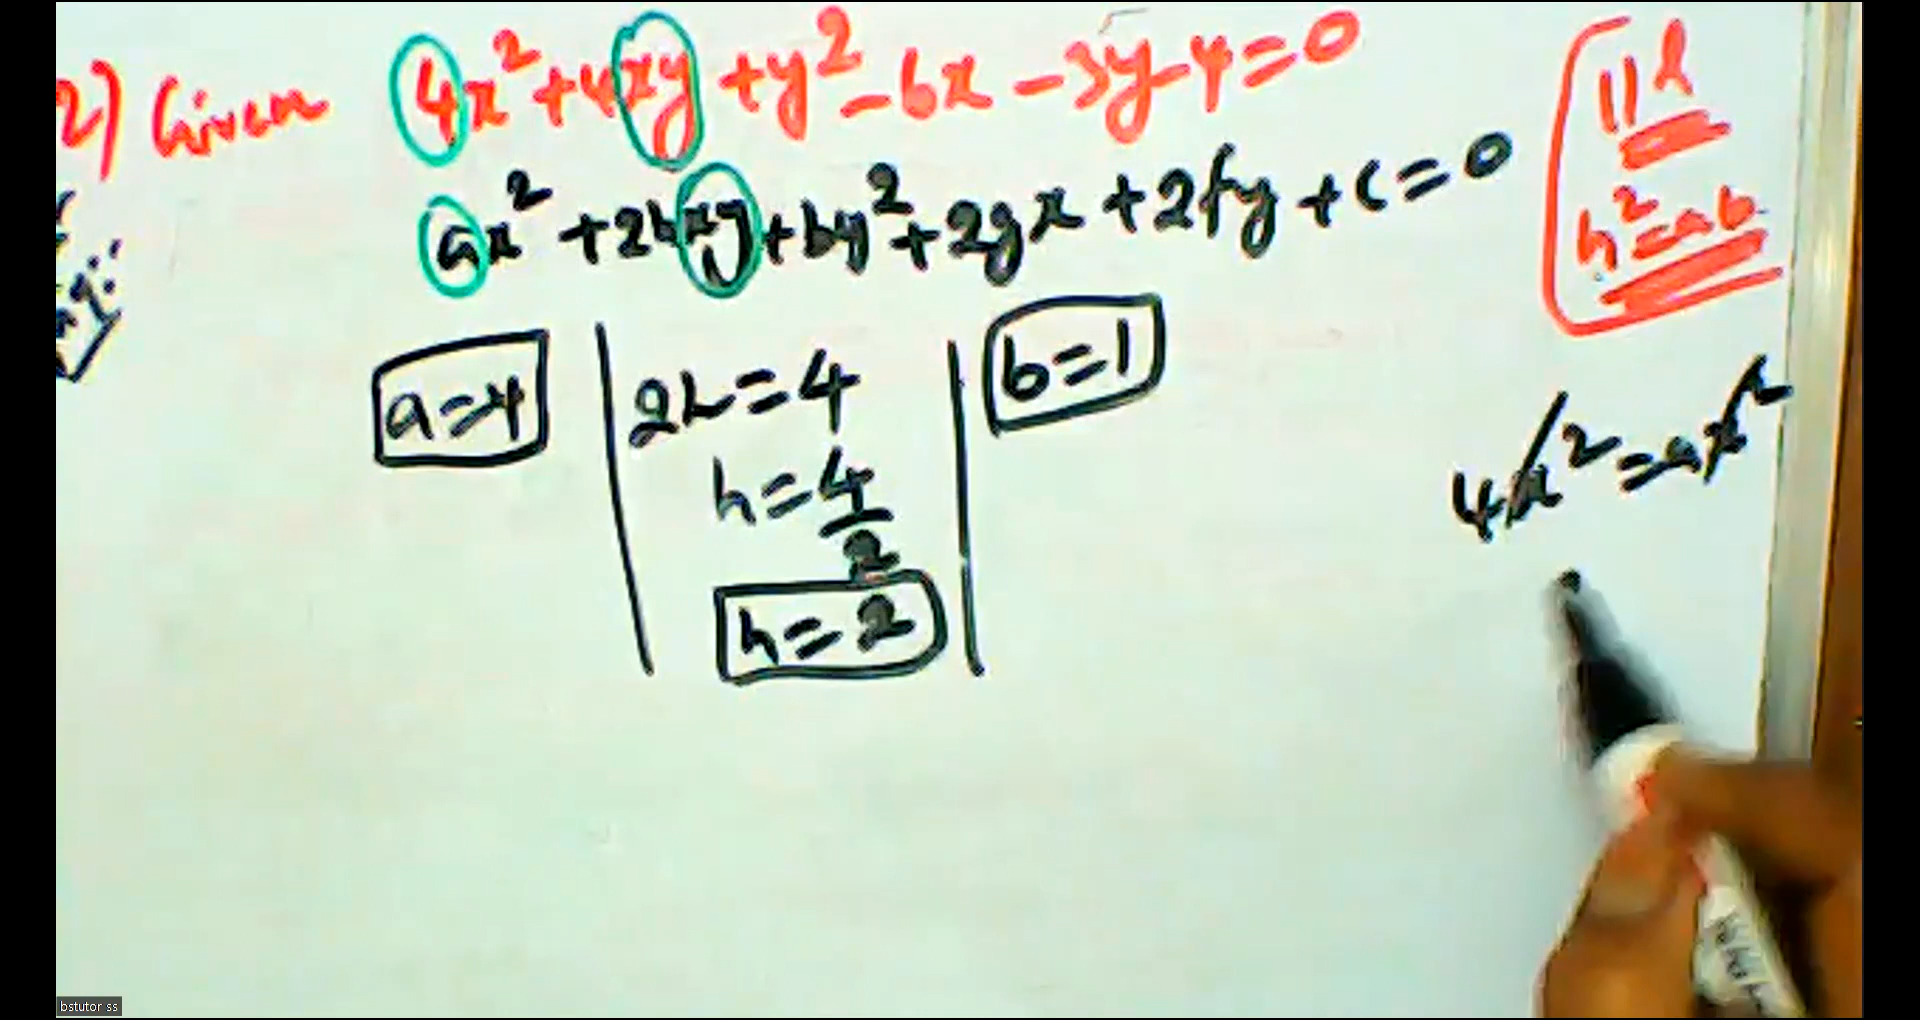 2) Given 4x² + 4xy + y² - 6x - 3y - 4 = 0
ax² + 2hxy + by² + 2gx + 2fy + c = 0
11 l
h² = ab
a = 4
2h = 4
h = 4/2
h = 2
b = 1
4x² = ax²
bstutor ss